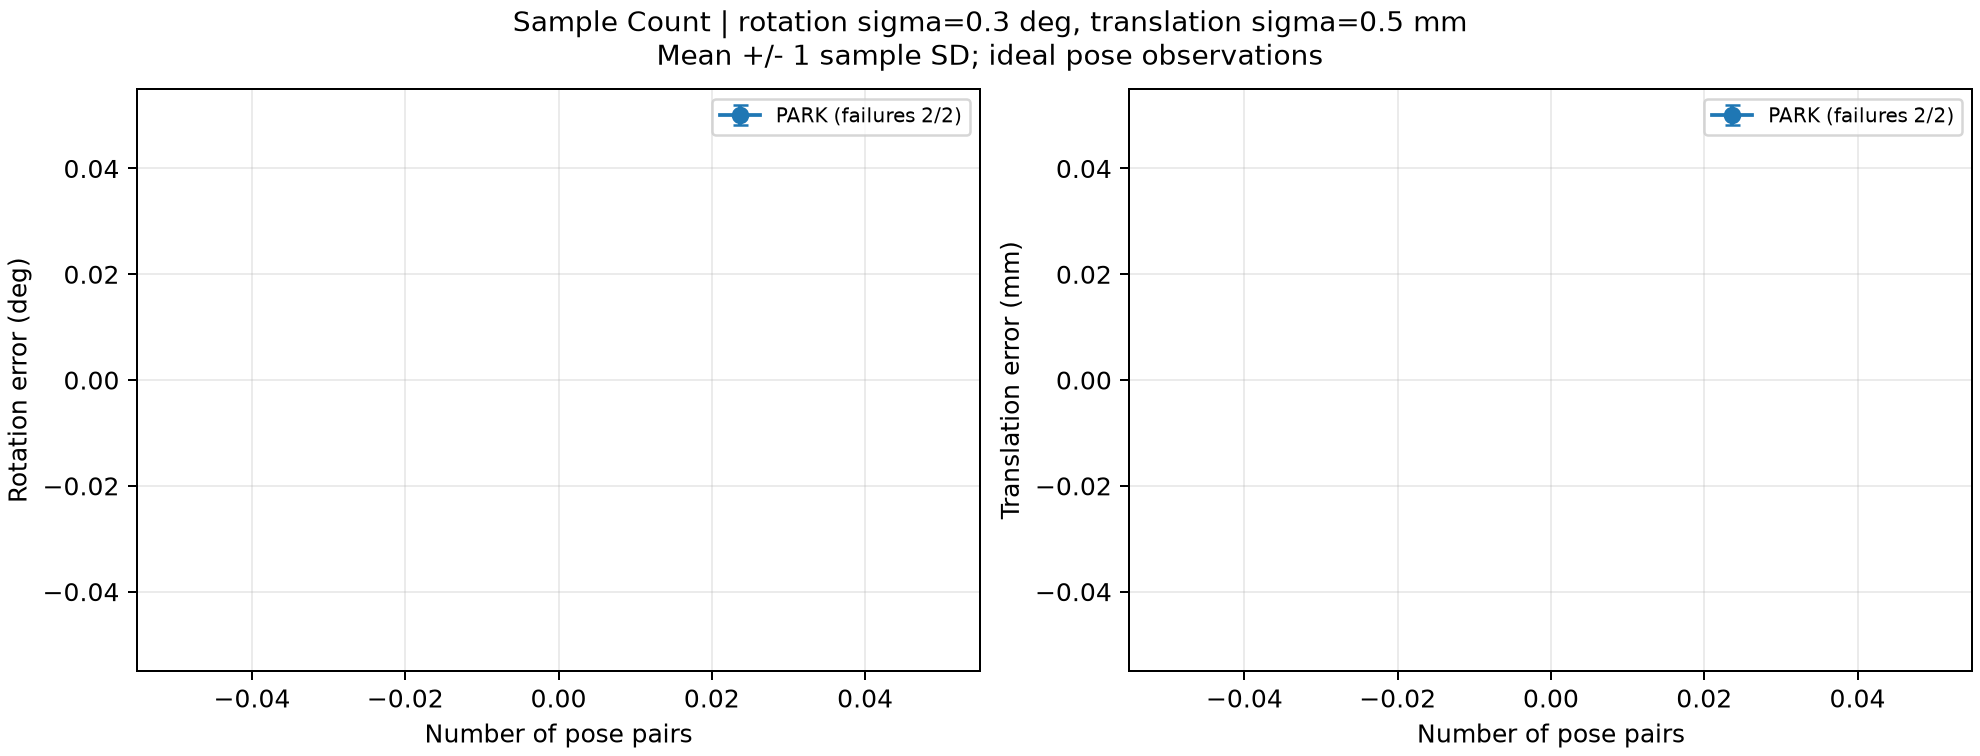 Sample Count | rotation sigma=0.3 deg, translation sigma=0.5 mm
Mean +/- 1 sample SD; ideal pose observations
PARK (failures 2/2)
0.04
0.02
0.00
−0.02
−0.04
Rotation error (deg)
−0.04
−0.02
0.00
0.02
0.04
Number of pose pairs
PARK (failures 2/2)
0.04
0.02
0.00
−0.02
−0.04
Translation error (mm)
−0.04
−0.02
0.00
0.02
0.04
Number of pose pairs